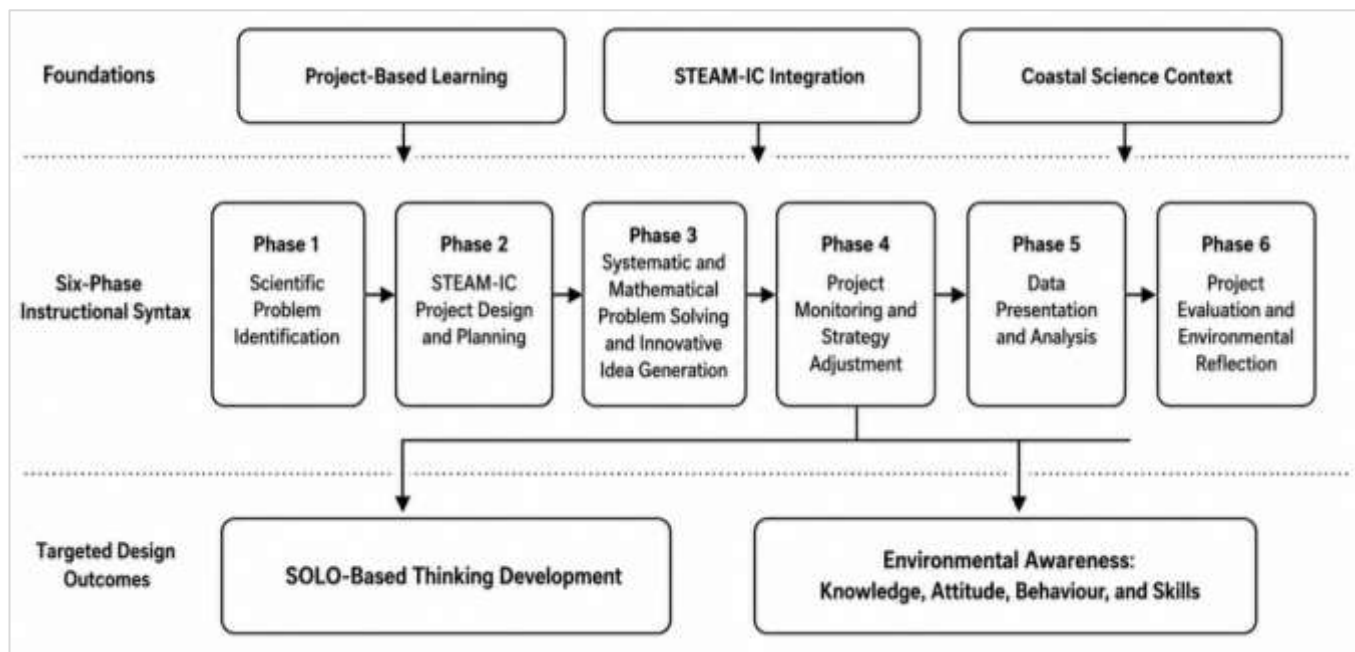 Foundations
Project-Based Learning
STEAM-IC Integration
Coastal Science Context
Six-Phase
Instructional Syntax
Phase 1
Scientific
Problem
Identification
Phase 2
STEAM-IC
Project Design
and Planning
Phase 3
Systematic and
Mathematical
Problem Solving
and Innovative
Idea Generation
Phase 4
Project
Monitoring and
Strategy
Adjustment
Phase 5
Data
Presentation
and Analysis
Phase 6
Project
Evaluation and
Environmental
Reflection
Targeted Design
Outcomes
SOLO-Based Thinking Development
Environmental Awareness:
Knowledge, Attitude, Behaviour, and Skills